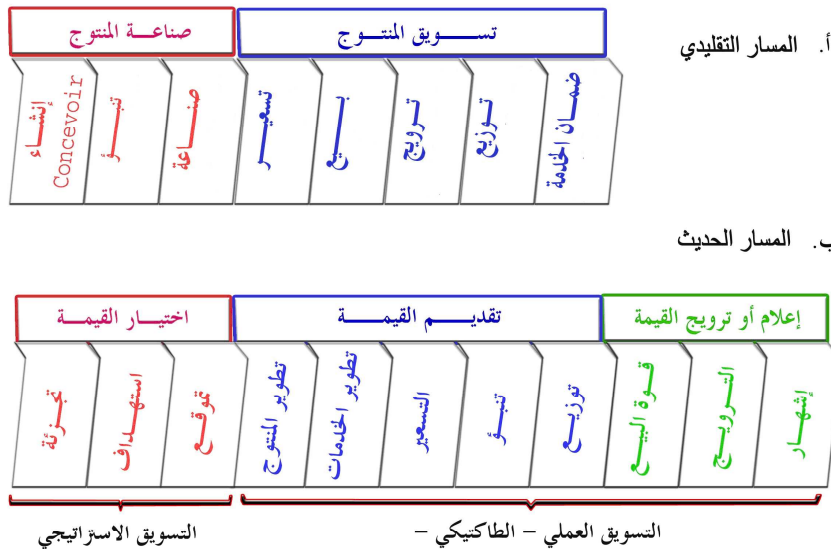 أ. المسار التقليدي
صناعة المنتوج
تسويق المنتوج
إنشاء
Concevoir
تنبؤ
صناعة
تسعير
بيع
ترويج
توزيع
ضمان الخدمة
ب. المسار الحديث
اختيار القيمة
تقديم القيمة
إعلام أو ترويج القيمة
تجزئة
استهداف
تموقع
تطوير المنتوج
تطوير الخدمات
التسعير
تنبؤ
توزيع
قوة البيع
الترويج
إشهار
التسويق الاستراتيجي
التسويق العملي – الطاكتيكي –